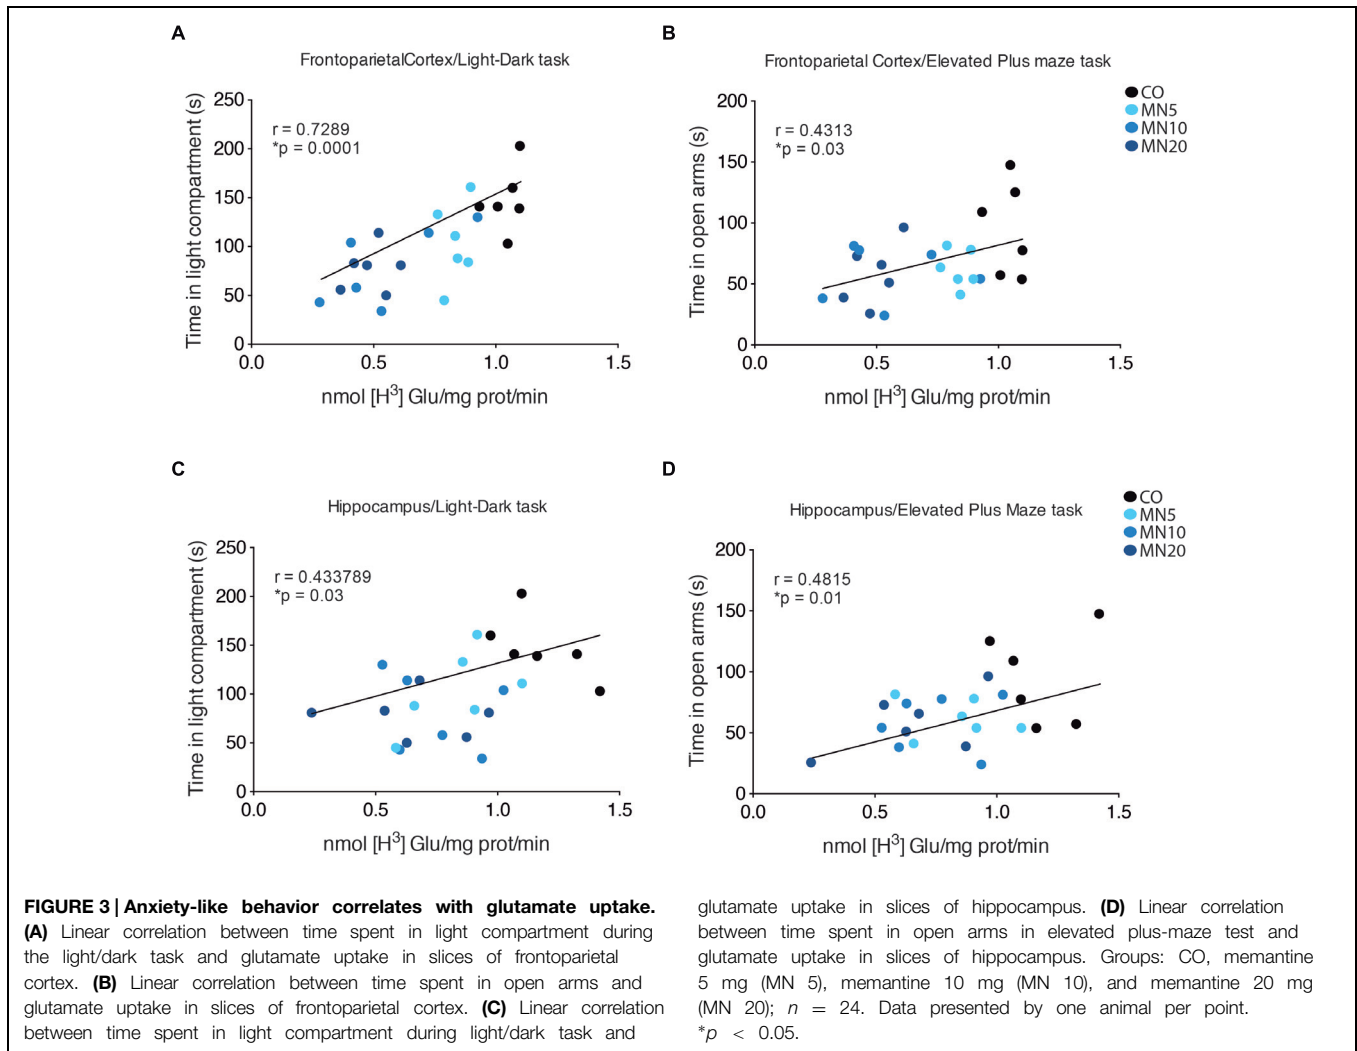 A
FrontoparietalCortex/Light-Dark task
Time in light compartment (s)
250
200
150
100
50
0
r = 0.7289
*p = 0.0001
0.0
0.5
1.0
1.5
nmol [H³] Glu/mg prot/min
B
Frontoparietal Cortex/Elevated Plus maze task
Time in open arms (s)
200
150
100
50
0
r = 0.4313
*p = 0.03
0.0
0.5
1.0
1.5
nmol [H³] Glu/mg prot/min
CO
MN5
MN10
MN20
C
Hippocampus/Light-Dark task
Time in light compartment (s)
250
200
150
100
50
0
r = 0.433789
*p = 0.03
0.0
0.5
1.0
1.5
nmol [H³] Glu/mg prot/min
D
Hippocampus/Elevated Plus Maze task
Time in open arms (s)
200
150
100
50
0
r = 0.4815
*p = 0.01
0.0
0.5
1.0
1.5
nmol [H³] Glu/mg prot/min
CO
MN5
MN10
MN20
FIGURE 3 | Anxiety-like behavior correlates with glutamate uptake.
(A) Linear correlation between time spent in light compartment during
the light/dark task and glutamate uptake in slices of frontoparietal
cortex. (B) Linear correlation between time spent in open arms and
glutamate uptake in slices of frontoparietal cortex. (C) Linear correlation
between time spent in light compartment during light/dark task and
glutamate uptake in slices of hippocampus. (D) Linear correlation
between time spent in open arms in elevated plus-maze test and
glutamate uptake in slices of hippocampus. Groups: CO, memantine
5 mg (MN 5), memantine 10 mg (MN 10), and memantine 20 mg
(MN 20); n = 24. Data presented by one animal per point.
*p < 0.05.